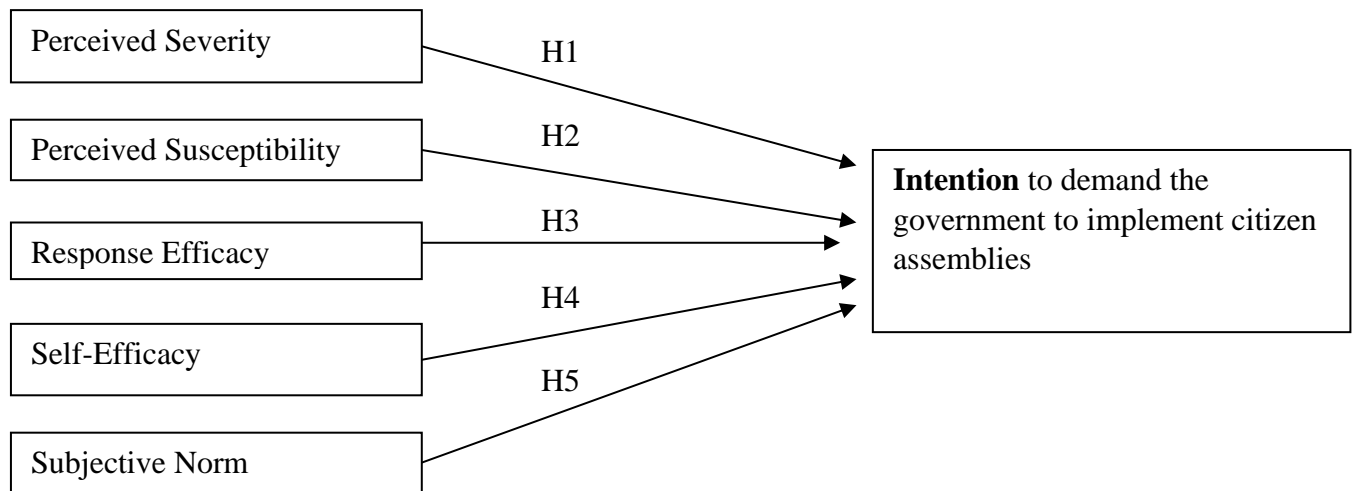 Perceived Severity
H1
Perceived Susceptibility
H2
Response Efficacy
H3
Self-Efficacy
H4
Subjective Norm
H5
Intention to demand the
government to implement citizen
assemblies